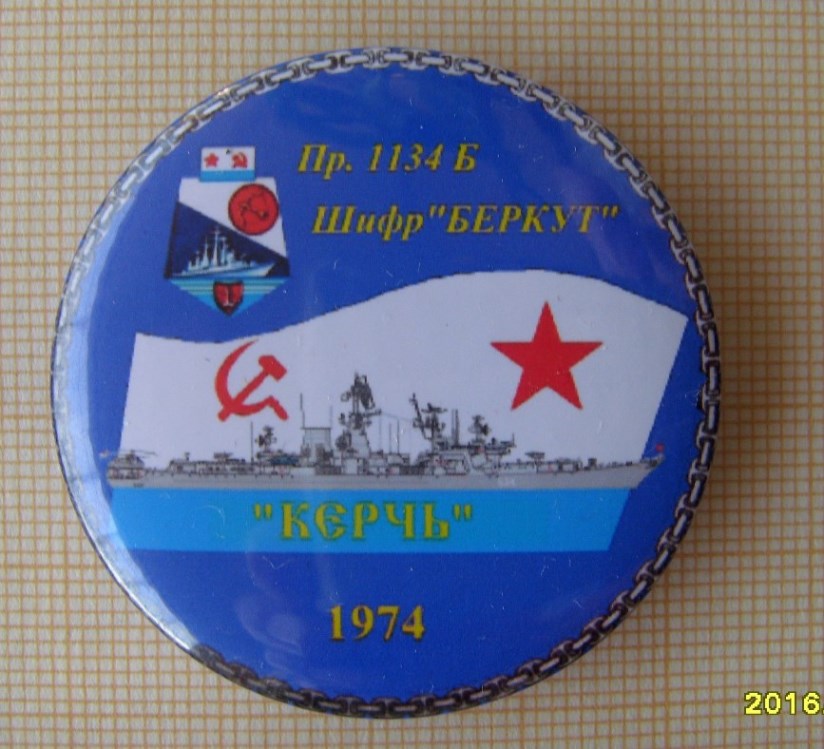 Пр. 1134 Б
Шифр "БЕРКУТ"
"КЕРЧЬ"
1974
2016.